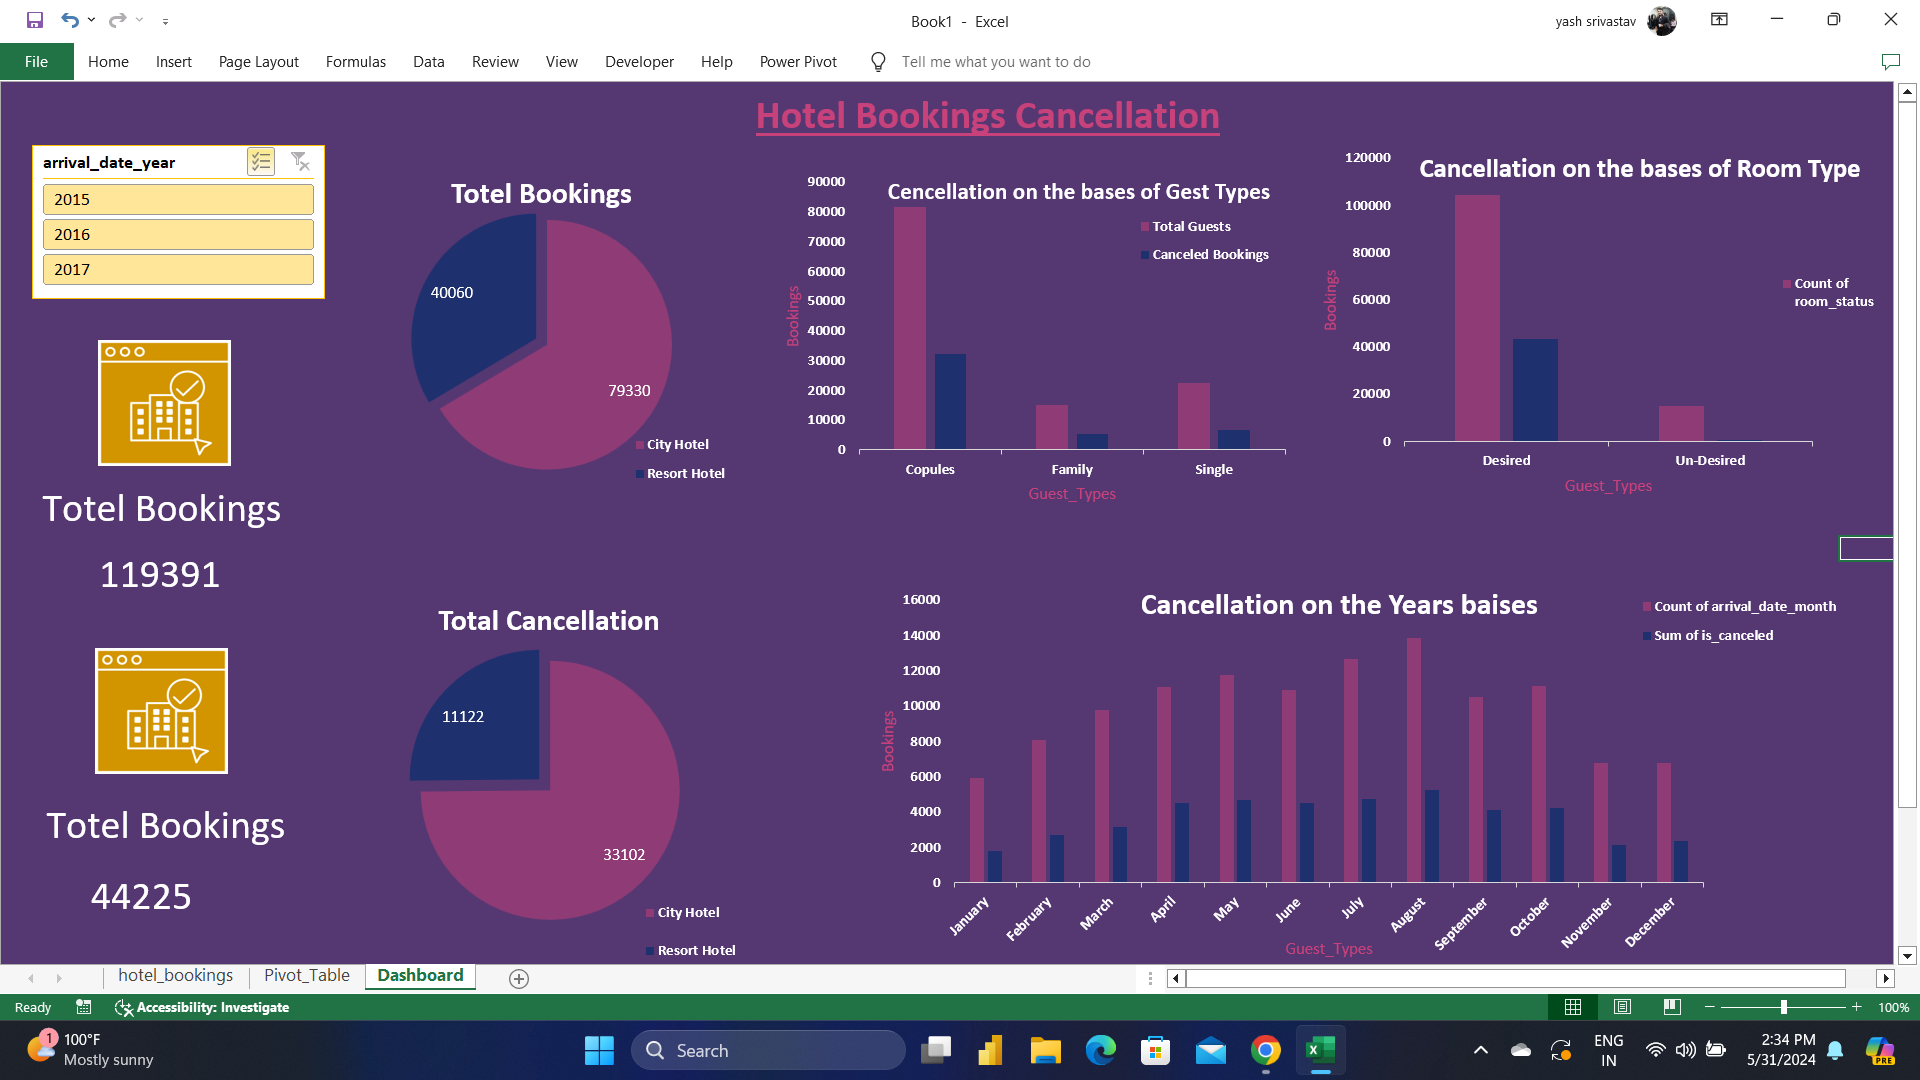 Book1 - Excel
yash srivastav
File Home Insert Page Layout Formulas Data Review View Developer Help Power Pivot Tell me what you want to do
Hotel Bookings Cancellation
arrival_date_year
2015
2016
2017
Totel Bookings
119391
Totel Bookings
44225
Totel Bookings
40060
79330
City Hotel
Resort Hotel
Cencellation on the bases of Gest Types
Total Guests
Canceled Bookings
90000
80000
70000
60000
50000
40000
30000
20000
10000
0
Bookings
Copules Family Single
Guest_Types
Cancellation on the bases of Room Type
120000
100000
80000
60000
40000
20000
0
Bookings
Count of
room_status
Desired Un-Desired
Guest_Types
Total Cancellation
11122
33102
City Hotel
Resort Hotel
Cancellation on the Years baises
Count of arrival_date_month
Sum of is_canceled
16000
14000
12000
10000
8000
6000
4000
2000
0
Bookings
January February March April May June July August September October November December
Guest_Types
hotel_bookings Pivot_Table Dashboard
Ready Accessibility: Investigate 100%
1
100°F
Mostly sunny
Search
ENG
IN
2:34 PM
5/31/2024
PRE